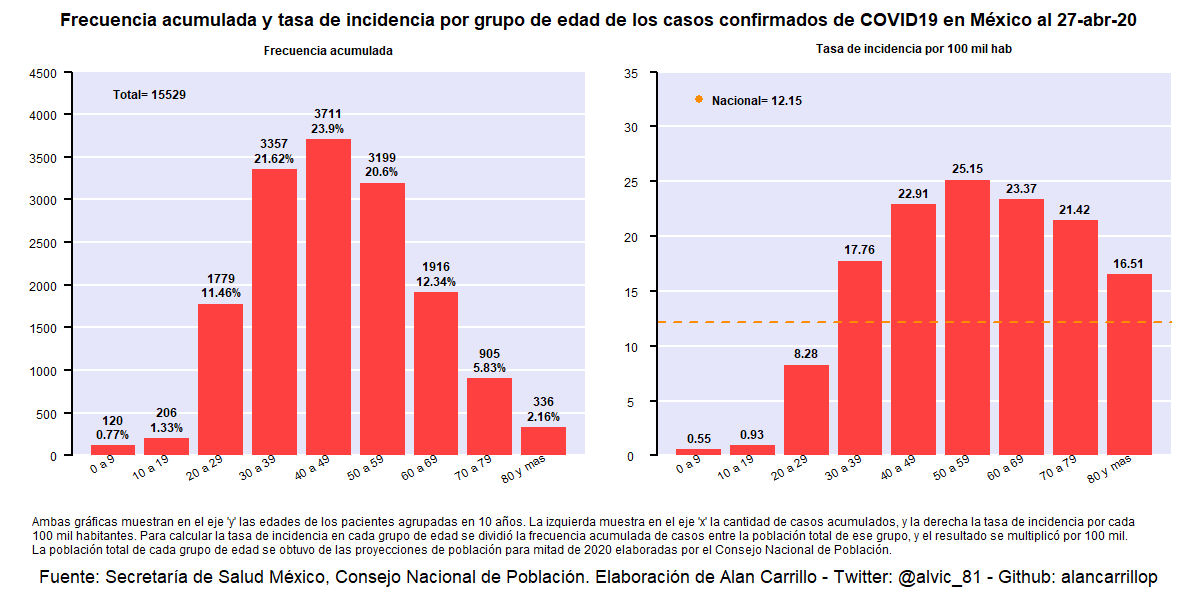 Frecuencia acumulada y tasa de incidencia por grupo de edad de los casos confirmados de COVID19 en México al 27-abr-20
Frecuencia acumulada
4500
4000
3500
3000
2500
2000
1500
1000
500
0
Total= 15529
120
0.77%
206
1.33%
1779
11.46%
3357
21.62%
3711
23.9%
3199
20.6%
1916
12.34%
905
5.83%
336
2.16%
0 a 9
10 a 19
20 a 29
30 a 39
40 a 49
50 a 59
60 a 69
70 a 79
80 y mas
Tasa de incidencia por 100 mil hab
35
30
25
20
15
10
5
0
Nacional= 12.15
0.55
0.93
8.28
17.76
22.91
25.15
23.37
21.42
16.51
0 a 9
10 a 19
20 a 29
30 a 39
40 a 49
50 a 59
60 a 69
70 a 79
80 y mas
Ambas gráficas muestran en el eje 'y' las edades de los pacientes agrupadas en 10 años. La izquierda muestra en el eje 'x' la cantidad de casos acumulados, y la derecha la tasa de incidencia por cada
100 mil habitantes. Para calcular la tasa de incidencia en cada grupo de edad se dividió la frecuencia acumulada de casos entre la población total de ese grupo, y el resultado se multiplicó por 100 mil.
La población total de cada grupo de edad se obtuvo de las proyecciones de población para mitad de 2020 elaboradas por el Consejo Nacional de Población.
Fuente: Secretaría de Salud México, Consejo Nacional de Población. Elaboración de Alan Carrillo - Twitter: @alvic_81 - Github: alancarrillop